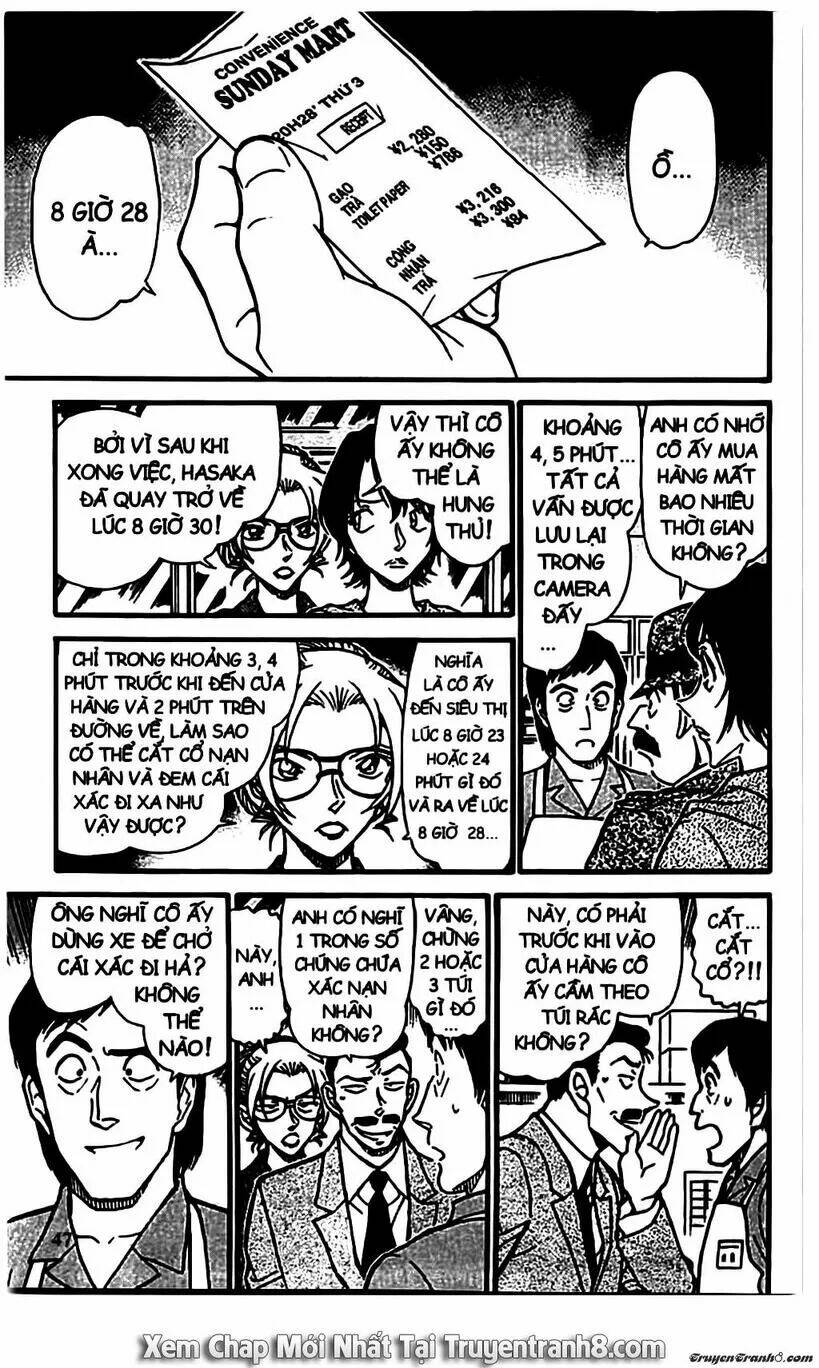 CONVENIENCE
SUNDAY MART
20H28' THỨ 3
RECEIPT
GẠO ¥2,280
TRÀ ¥150
TOILET PAPER ¥786
CỘNG ¥3,216
NHẬN ¥3,300
TRẢ ¥84
Ồ...
8 GIỜ 28
À...
ANH CÓ NHỚ
CÔ ẤY MUA
HÀNG MẤT
BAO NHIÊU
THỜI GIAN
KHÔNG?
KHOẢNG
4, 5 PHÚT...
TẤT CẢ
VẪN ĐƯỢC
LƯU LẠI
TRONG
CAMERA
ĐẤY
...
VẬY THÌ CÔ
ẤY KHÔNG
THỂ LÀ
HUNG
THỦ!
BỞI VÌ SAU KHI
XONG VIỆC, HASAKA
ĐÃ QUAY TRỞ VỀ
LÚC 8 GIỜ 30!
NGHĨA
LÀ CÔ ẤY
ĐẾN SIÊU THỊ
LÚC 8 GIỜ 23
HOẶC 24
PHÚT GÌ ĐÓ
VÀ RA VỀ LÚC
8 GIỜ 28...
CHỈ TRONG KHOẢNG 3, 4
PHÚT TRƯỚC KHI ĐẾN CỬA
HÀNG VÀ 2 PHÚT TRÊN
ĐƯỜNG VỀ, LÀM SAO
CÓ THỂ CẮT CỔ NẠN
NHÂN VÀ ĐEM CÁI
XÁC ĐI XA NHƯ
VẬY ĐƯỢC?
CẮT...
CẮT
CỔ?!!
NÀY, CÓ PHẢI
TRƯỚC KHI VÀO
CỬA HÀNG CÔ
ẤY CẦM THEO
TÚI RÁC
KHÔNG?
VÂNG,
CHỪNG
2 HOẶC
3 TÚI
GÌ ĐÓ
...
ANH CÓ NGHĨ
1 TRONG SỐ
CHÚNG CHỨA
XÁC NẠN
NHÂN
KHÔNG?
NÀY,
ANH
...
ÔNG NGHĨ CÔ ẤY
DÙNG XE ĐỂ CHỞ
CÁI XÁC ĐI HẢ?
KHÔNG
THỂ
NÀO!
47
Xem Chap Mới Nhất Tại Truyentranh8.com
TruyenTranh8.com